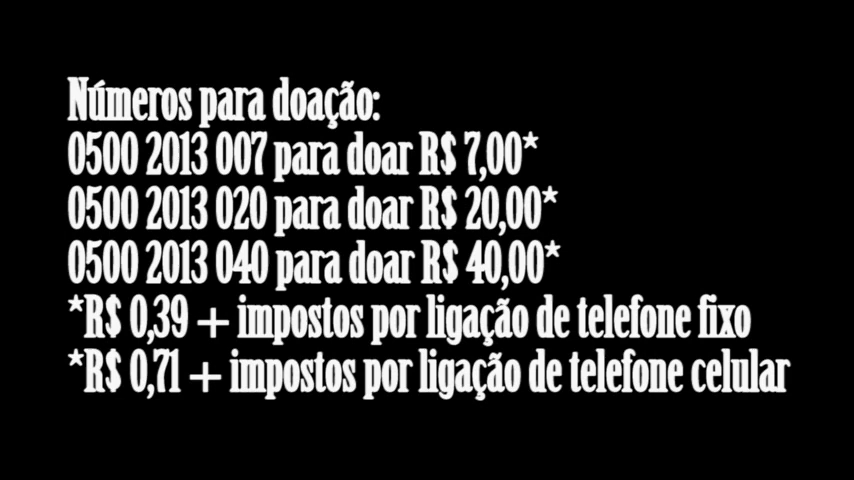 Números para doação:
0500 2013 007 para doar R$ 7,00*
0500 2013 020 para doar R$ 20,00*
0500 2013 040 para doar R$ 40,00*
*R$ 0,39 + impostos por ligação de telefone fixo
*R$ 0,71 + impostos por ligação de telefone celular